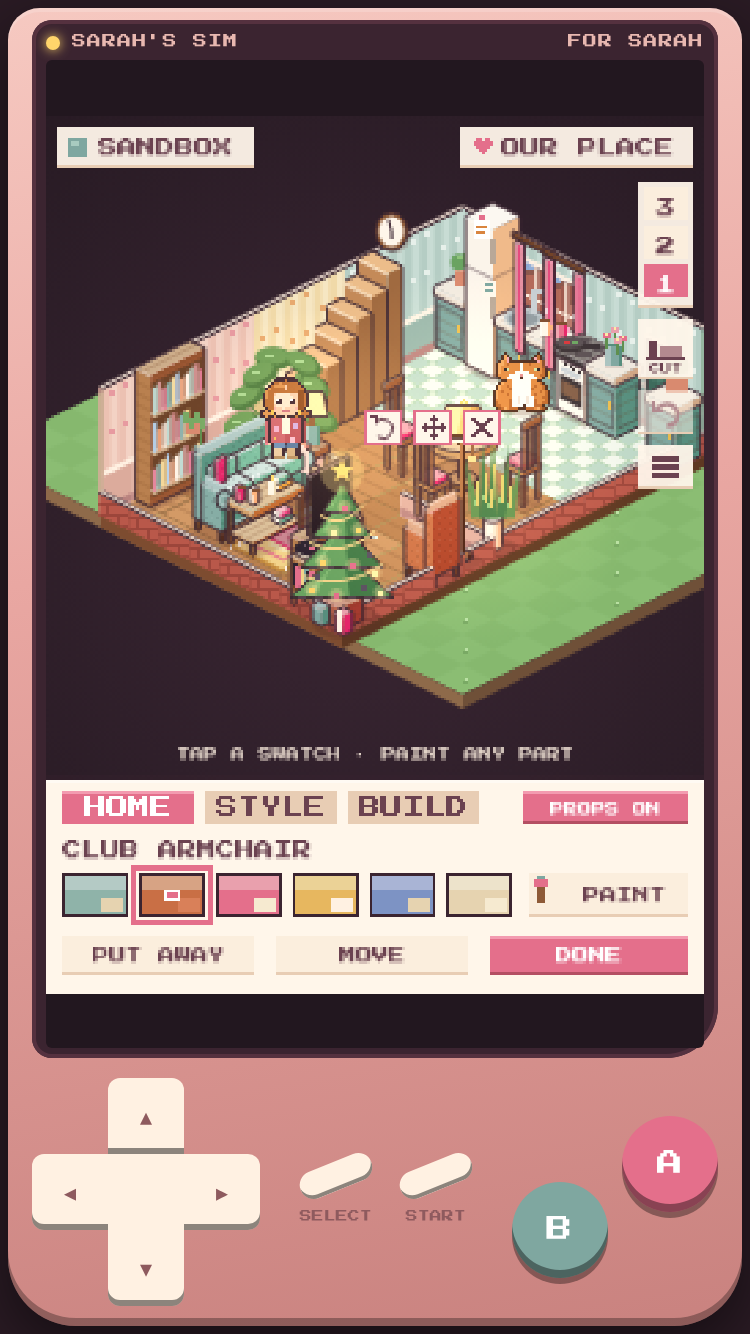 SARAH'S SIM
FOR SARAH
SANDBOX
OUR PLACE
3
2
1
CUT
TAP A SWATCH · PAINT ANY PART
HOME
STYLE
BUILD
PROPS ON
CLUB ARMCHAIR
PAINT
PUT AWAY
MOVE
DONE
SELECT
START
A
B